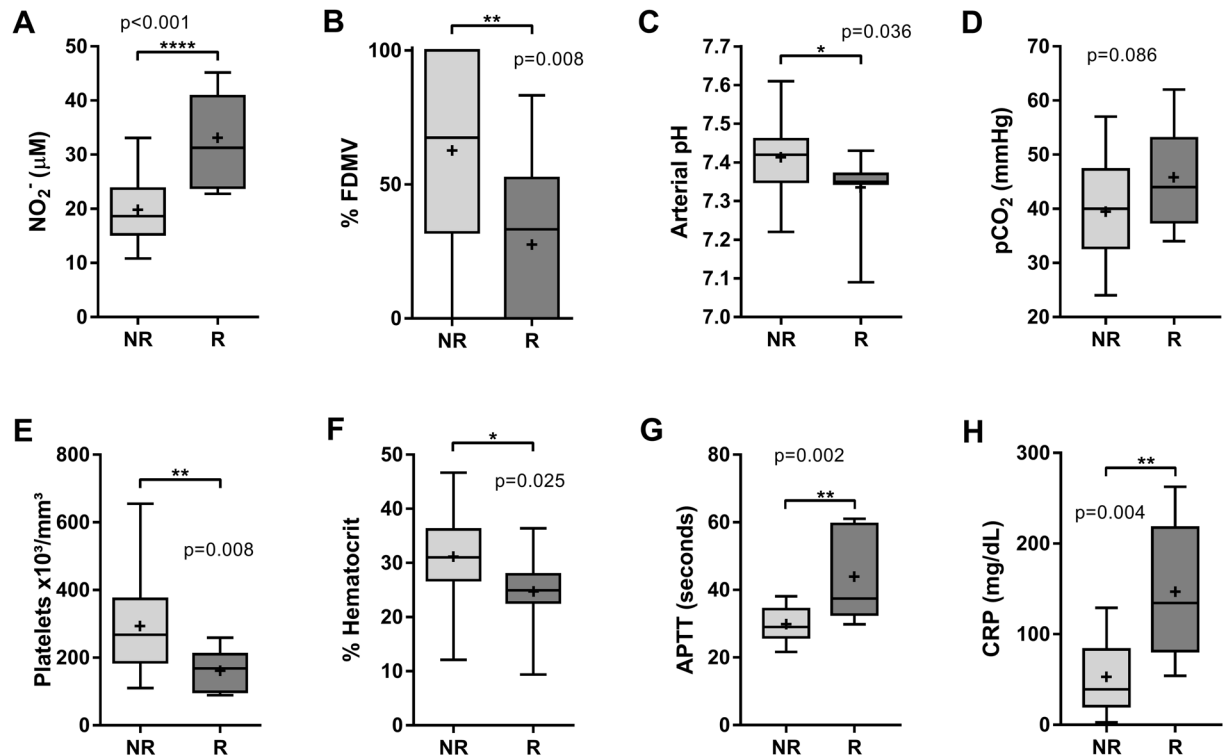 A
p<0.001
****
NO₂⁻ (μM)
50
40
30
20
10
0
NR R
B
**
p=0.008
% FDMV
100
50
0
NR R
C
p=0.036
*
Arterial pH
7.7
7.6
7.5
7.4
7.3
7.2
7.1
7.0
NR R
D
p=0.086
pCO₂ (mmHg)
60
50
40
30
20
70
NR R
E
**
p=0.008
Platelets x10³/mm³
800
600
400
200
0
NR R
F
*
p=0.025
% Hematocrit
50
40
30
20
10
0
NR R
G
p=0.002
**
APTT (seconds)
80
60
40
20
0
NR R
H
**
p=0.004
CRP (mg/dL)
300
200
100
0
NR R